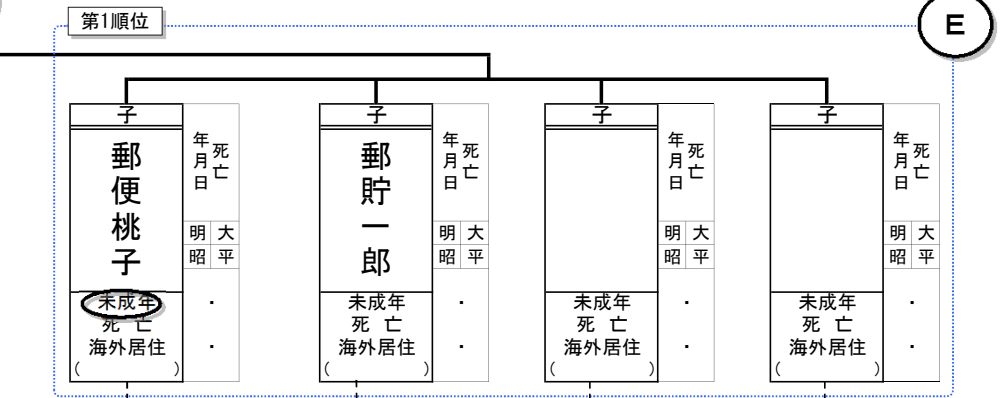 第1順位
E
子
郵便桃子
未成年
死 亡
海外居住
( )
死亡
年月日
明 大
昭 平
・
・
子
郵貯一郎
未成年
死 亡
海外居住
( )
死亡
年月日
明 大
昭 平
・
・
子
未成年
死 亡
海外居住
( )
死亡
年月日
明 大
昭 平
・
・
子
未成年
死 亡
海外居住
( )
死亡
年月日
明 大
昭 平
・
・